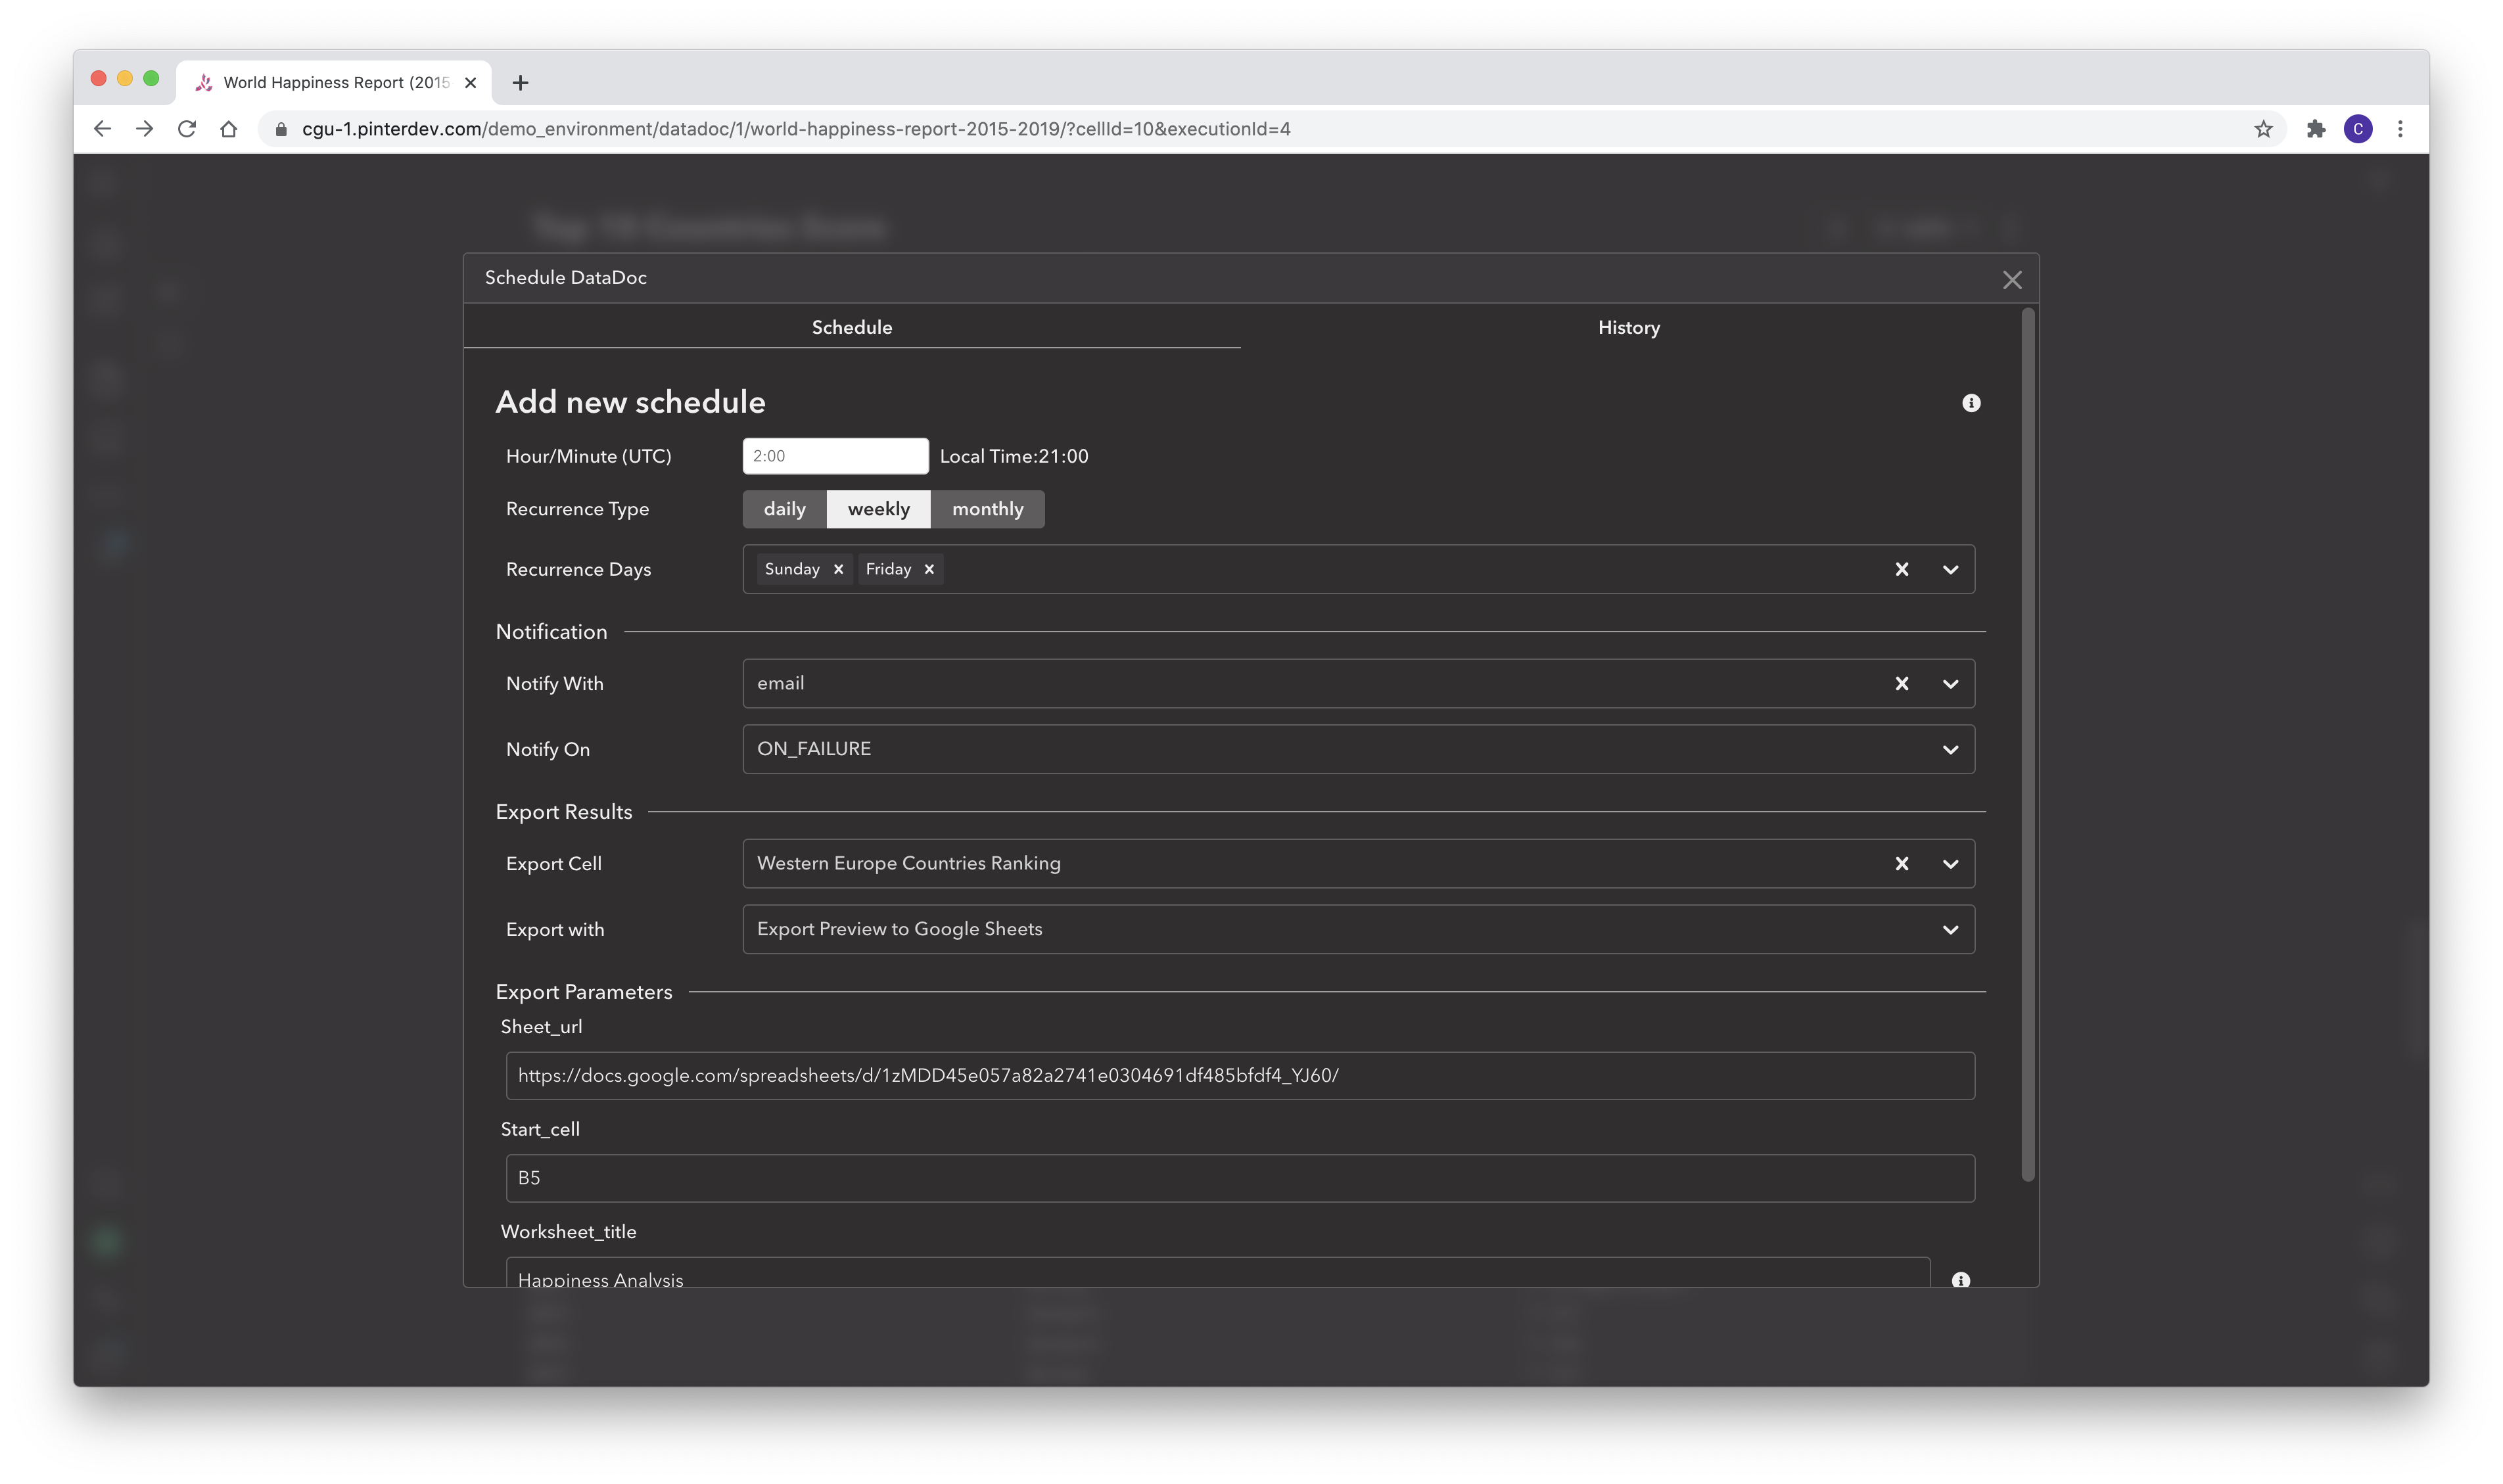 World Happiness Report (2015
cgu-1.pinterdev.com/demo_environment/datadoc/1/world-happiness-report-2015-2019/?cellId=10&executionId=4
C
Top 10 Countries Score
Schedule DataDoc
Schedule History
Add new schedule
Hour/Minute (UTC) 2:00 Local Time:21:00
Recurrence Type daily weekly monthly
Recurrence Days Sunday Friday
Notification
Notify With email
Notify On ON_FAILURE
Export Results
Export Cell Western Europe Countries Ranking
Export with Export Preview to Google Sheets
Export Parameters
Sheet_url
https://docs.google.com/spreadsheets/d/1zMDD45e057a82a2741e0304691df485bfdf4_YJ60/
Start_cell
B5
Worksheet_title
Happiness Analysis